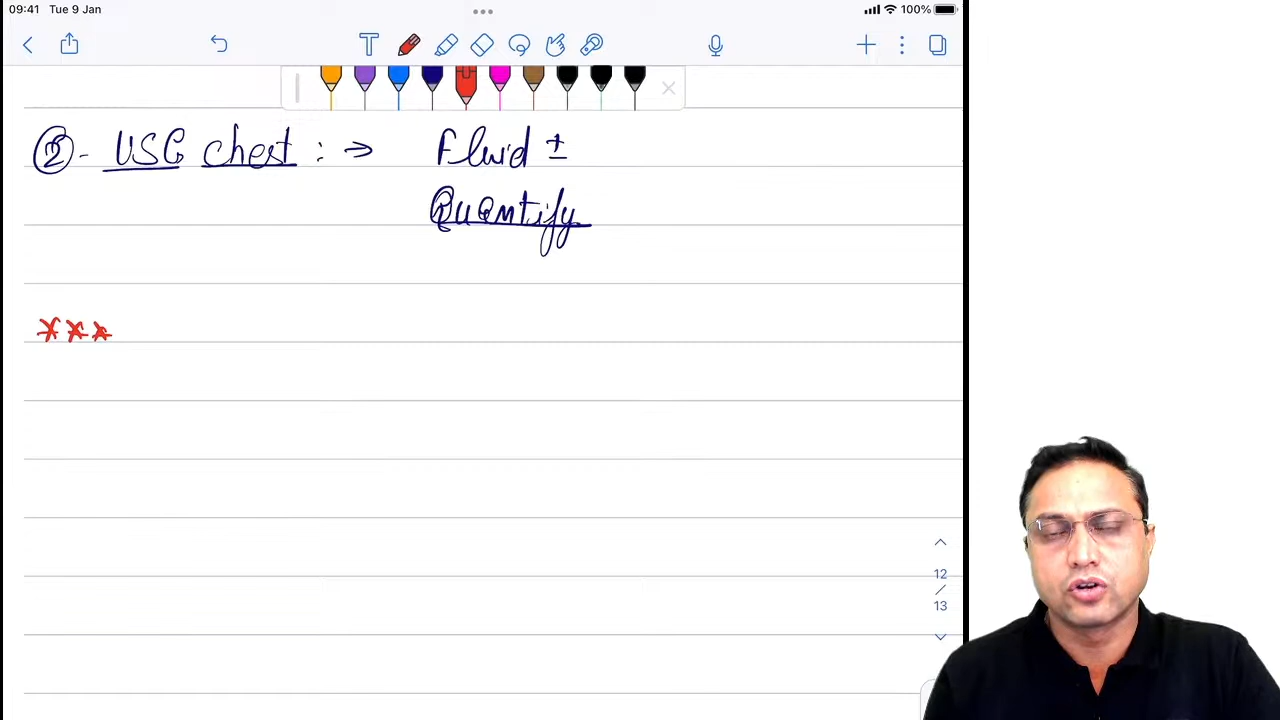 09:41 Tue 9 Jan
100%
T
② - USG chest : ⇒ Fluid ±
Quantify
***
12
/
13